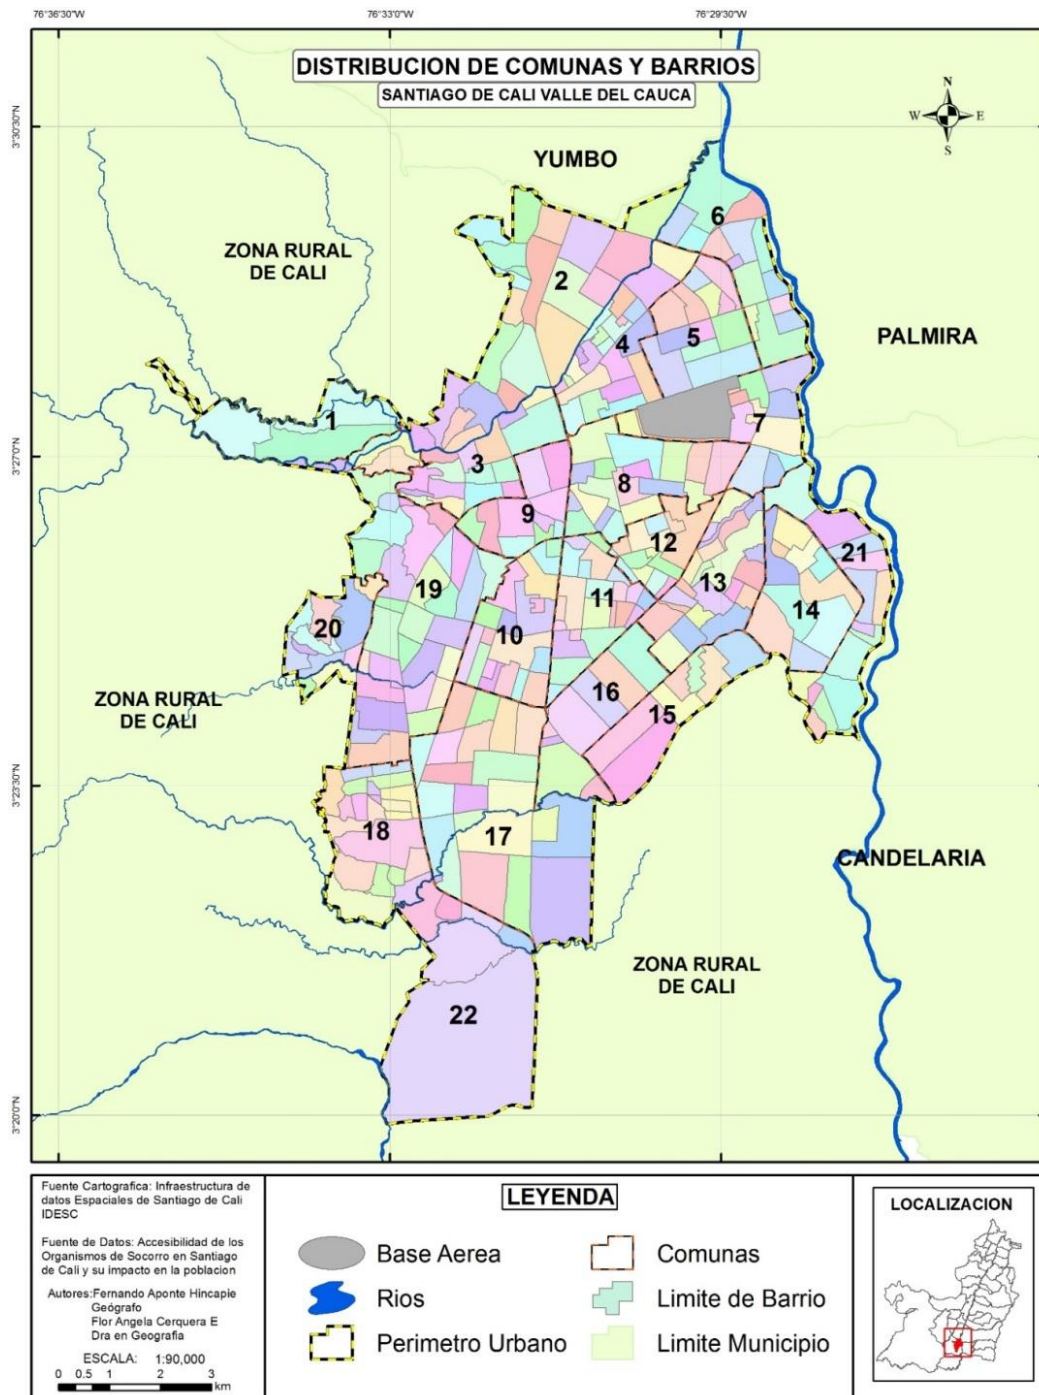 76°36'30"W
76°33'0"W
76°29'30"W
DISTRIBUCION DE COMUNAS Y BARRIOS
SANTIAGO DE CALI VALLE DEL CAUCA
N
W
E
S
3°30'30"N
YUMBO
6
ZONA RURAL
DE CALI
2
PALMIRA
4
5
1
7
3°27'0"N
3
8
9
12
21
13
19
11
14
10
20
16
ZONA RURAL
DE CALI
15
3°23'30"N
18
17
CANDELARIA
ZONA RURAL
DE CALI
22
3°20'0"N
Fuente Cartografica: Infraestructura de
datos Espaciales de Santiago de Cali
IDESC
Fuente de Datos: Accesibilidad de los
Organismos de Socorro en Santiago
de Cali y su impacto en la poblacion
Autores:Fernando Aponte Hincapie
Geógrafo
Flor Angela Cerquera E
Dra en Geografia
ESCALA: 1:90,000
0 0.5 1 2 3
km
LEYENDA
Base Aerea
Comunas
Rios
Limite de Barrio
Perimetro Urbano
Limite Municipio
LOCALIZACION